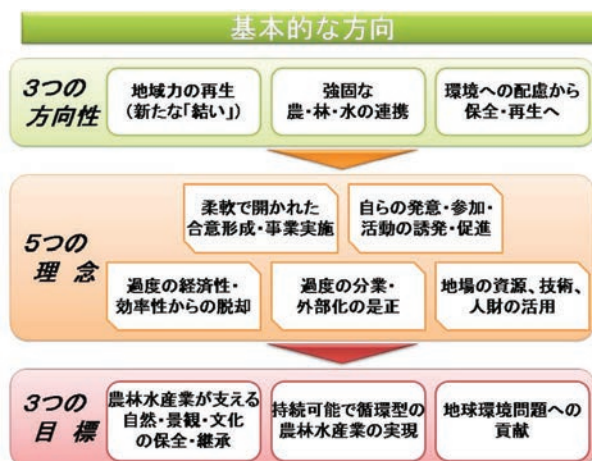 基本的な方向
3つの
方向性
地域力の再生
(新たな「結い」)
強固な
農・林・水の連携
環境への配慮から
保全・再生へ
5つの
理 念
柔軟で開かれた
合意形成・事業実施
自らの発意・参加・
活動の誘発・促進
過度の経済性・
効率性からの脱却
過度の分業・
外部化の是正
地場の資源、技術、
人財の活用
3つの
目 標
農林水産業が支える
自然・景観・文化
の保全・継承
持続可能で循環型の
農林水産業の実現
地球環境問題への
貢献